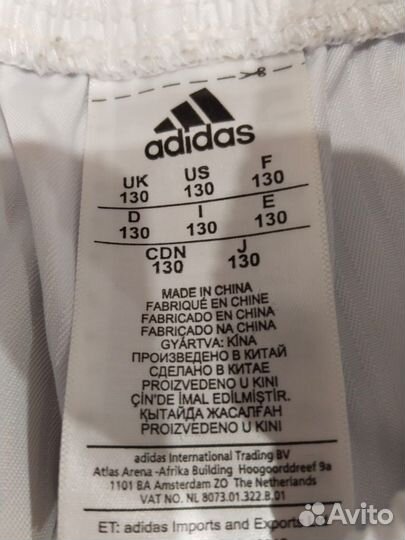 adidas
UK US F
130 130 130
D I E
130 130 130
CDN J
130 130
MADE IN CHINA
FABRIQUÉ EN CHINE
FABRICADO EN CHINA
FABRICADO NA CHINA
GYÁRTVA: KÍNA
ПРОИЗВЕДЕНО В КИТАЙ
СДЕЛАНО В КИТАЕ
PROIZVEDENO U KINI
ÇİN'DE İMAL EDİLMİŞTİR.
ҚЫТАЙДА ЖАСАЛҒАН
PROIZVEDENO U KINI
adidas International Trading BV
Atlas Arena -Afrika Building Hoogoorddreef 9a
1101 BA Amsterdam ZO The Netherlands
VAT NO. NL 8073.01.322.B.01
ET: adidas Imports and Exports
Avito